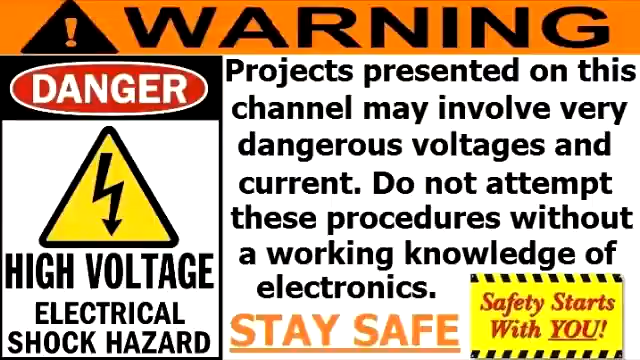 WARNING
DANGER
HIGH VOLTAGE
ELECTRICAL
SHOCK HAZARD
Projects presented on this
channel may involve very
dangerous voltages and
current. Do not attempt
these procedures without
a working knowledge of
electronics.
STAY SAFE
Safety Starts
With YOU!